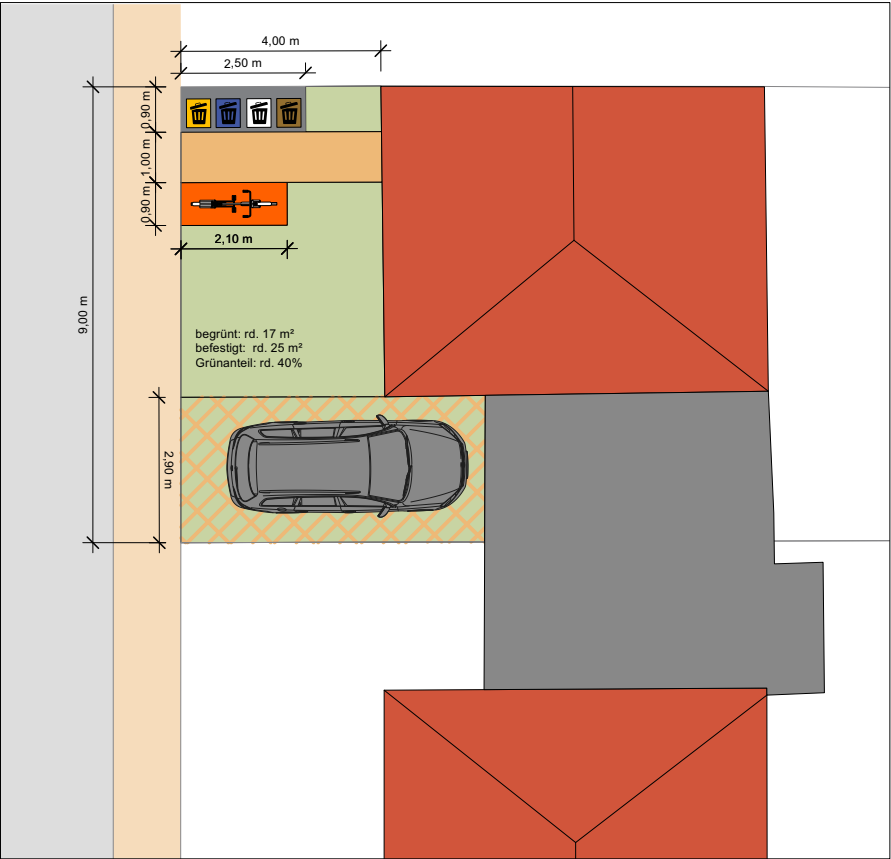 4,00 m
2,50 m
0,90 m
1,00 m
0,90 m
2,10 m
9,00 m
begrünt: rd. 17 m²
befestigt: rd. 25 m²
Grünanteil: rd. 40%
2,90 m